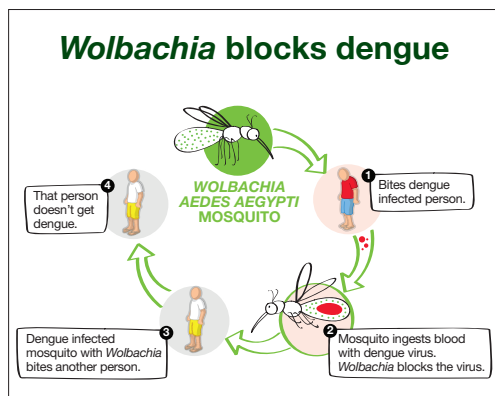 Wolbachia blocks dengue
WOLBACHIA
AEDES AEGYPTI
MOSQUITO
1
Bites dengue
infected person.
2
Mosquito ingests blood
with dengue virus.
Wolbachia blocks the virus.
3
Dengue infected
mosquito with Wolbachia
bites another person.
4
That person
doesn't get
dengue.